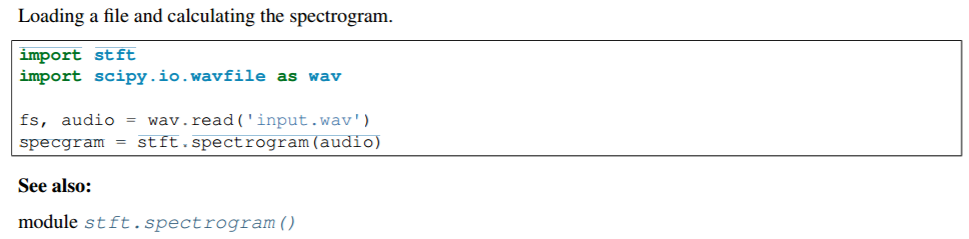 Loading a file and calculating the spectrogram.
import stft
import scipy.io.wavfile as wav
fs, audio = wav.read('input.wav')
specgram = stft.spectrogram(audio)
See also:
module stft.spectrogram()